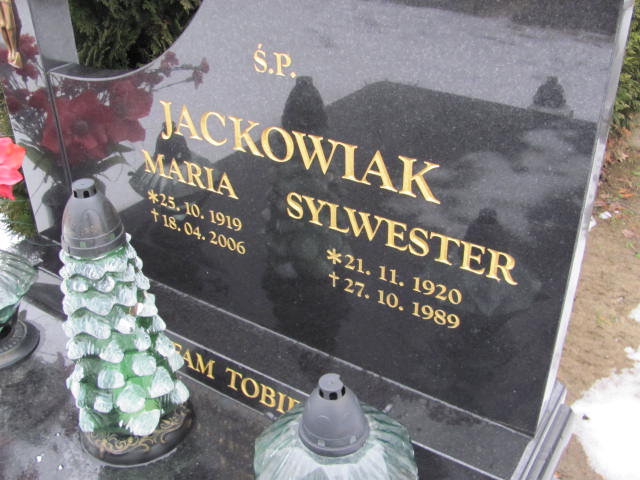 Ś.P.
JACKOWIAK
MARIA
*25.10.1919
†18.04.2006
SYLWESTER
*21.11.1920
†27.10.1989